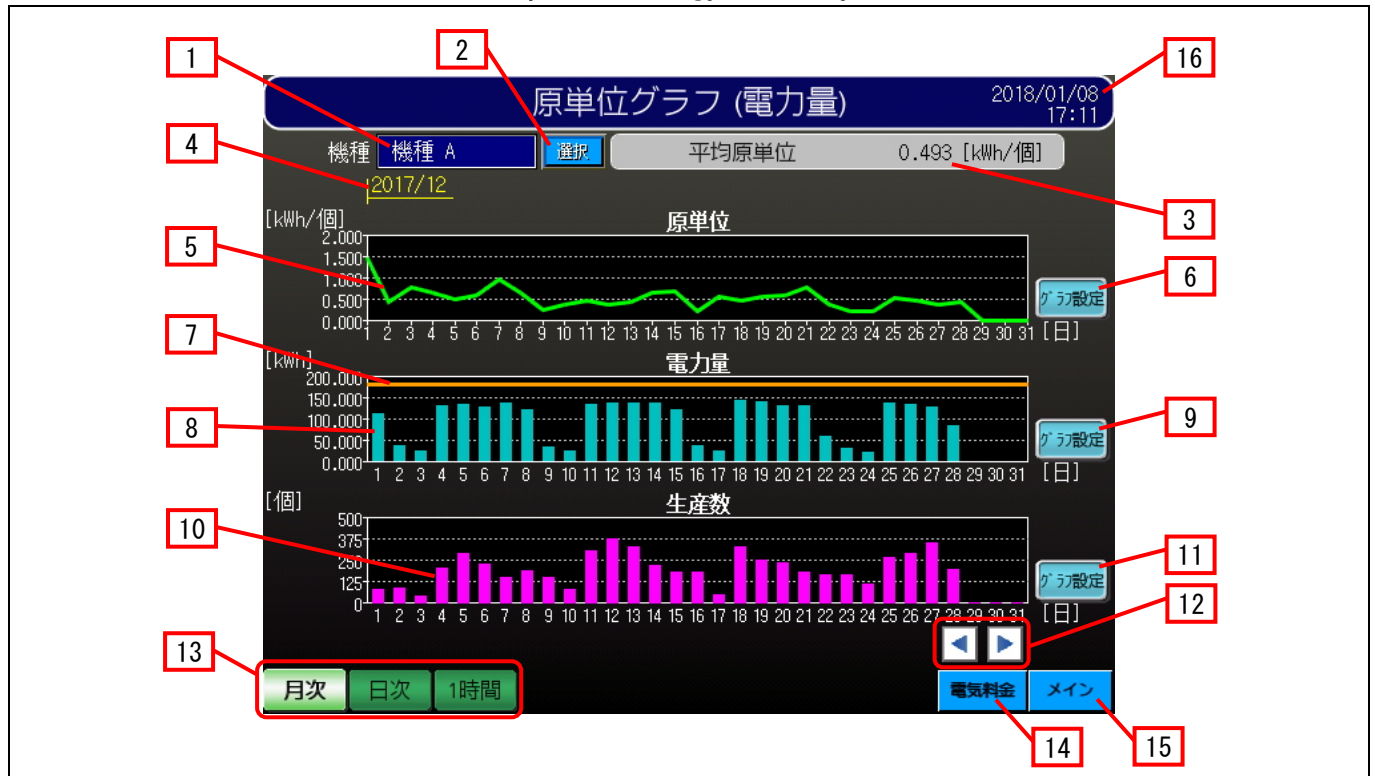 1
2
16
原単位グラフ (電力量)
2018/01/08
17:11
4
機種
機種 A
選択
平均原単位
0.493 [kWh/個]
2017/12
3
[kWh/個]
原単位
5
2.000
1.500
1.000
0.500
0.000
6
グラフ設定
1 2 3 4 5 6 7 8 9 10 11 12 13 14 15 16 17 18 19 20 21 22 23 24 25 26 27 28 29 30 31 [日]
7
[kWh]
電力量
200.000
150.000
100.000
50.000
0.000
8
9
グラフ設定
1 2 3 4 5 6 7 8 9 10 11 12 13 14 15 16 17 18 19 20 21 22 23 24 25 26 27 28 29 30 31 [日]
[個]
生産数
10
500
375
250
125
0
11
グラフ設定
12
1 2 3 4 5 6 7 8 9 10 11 12 13 14 15 16 17 18 19 20 21 22 23 24 25 26 27 28 29 30 31 [日]
13
月次
日次
1時間
電気料金
メイン
14
15